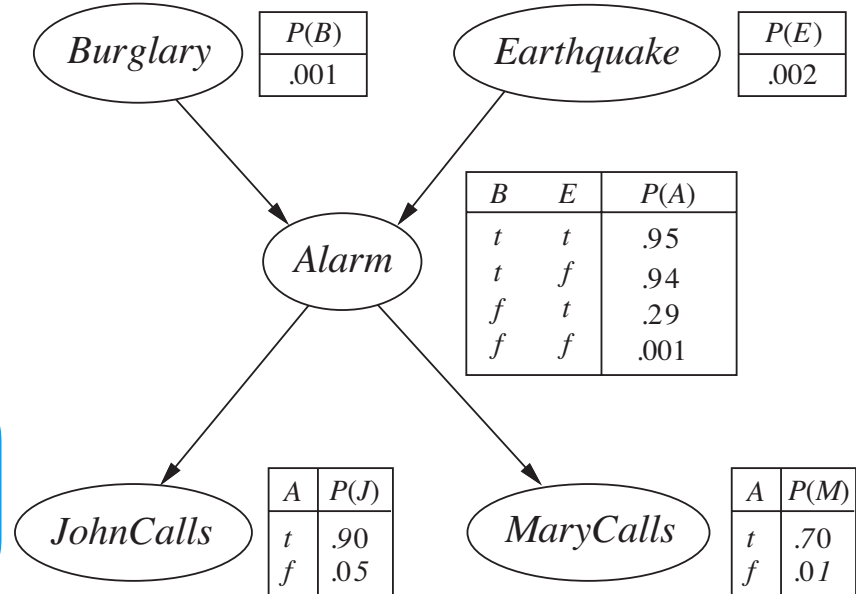 Burglary
P(B)
.001
Earthquake
P(E)
.002
Alarm
B E P(A)
t t .95
t f .94
f t .29
f f .001
JohnCalls
A P(J)
t .90
f .05
MaryCalls
A P(M)
t .70
f .01